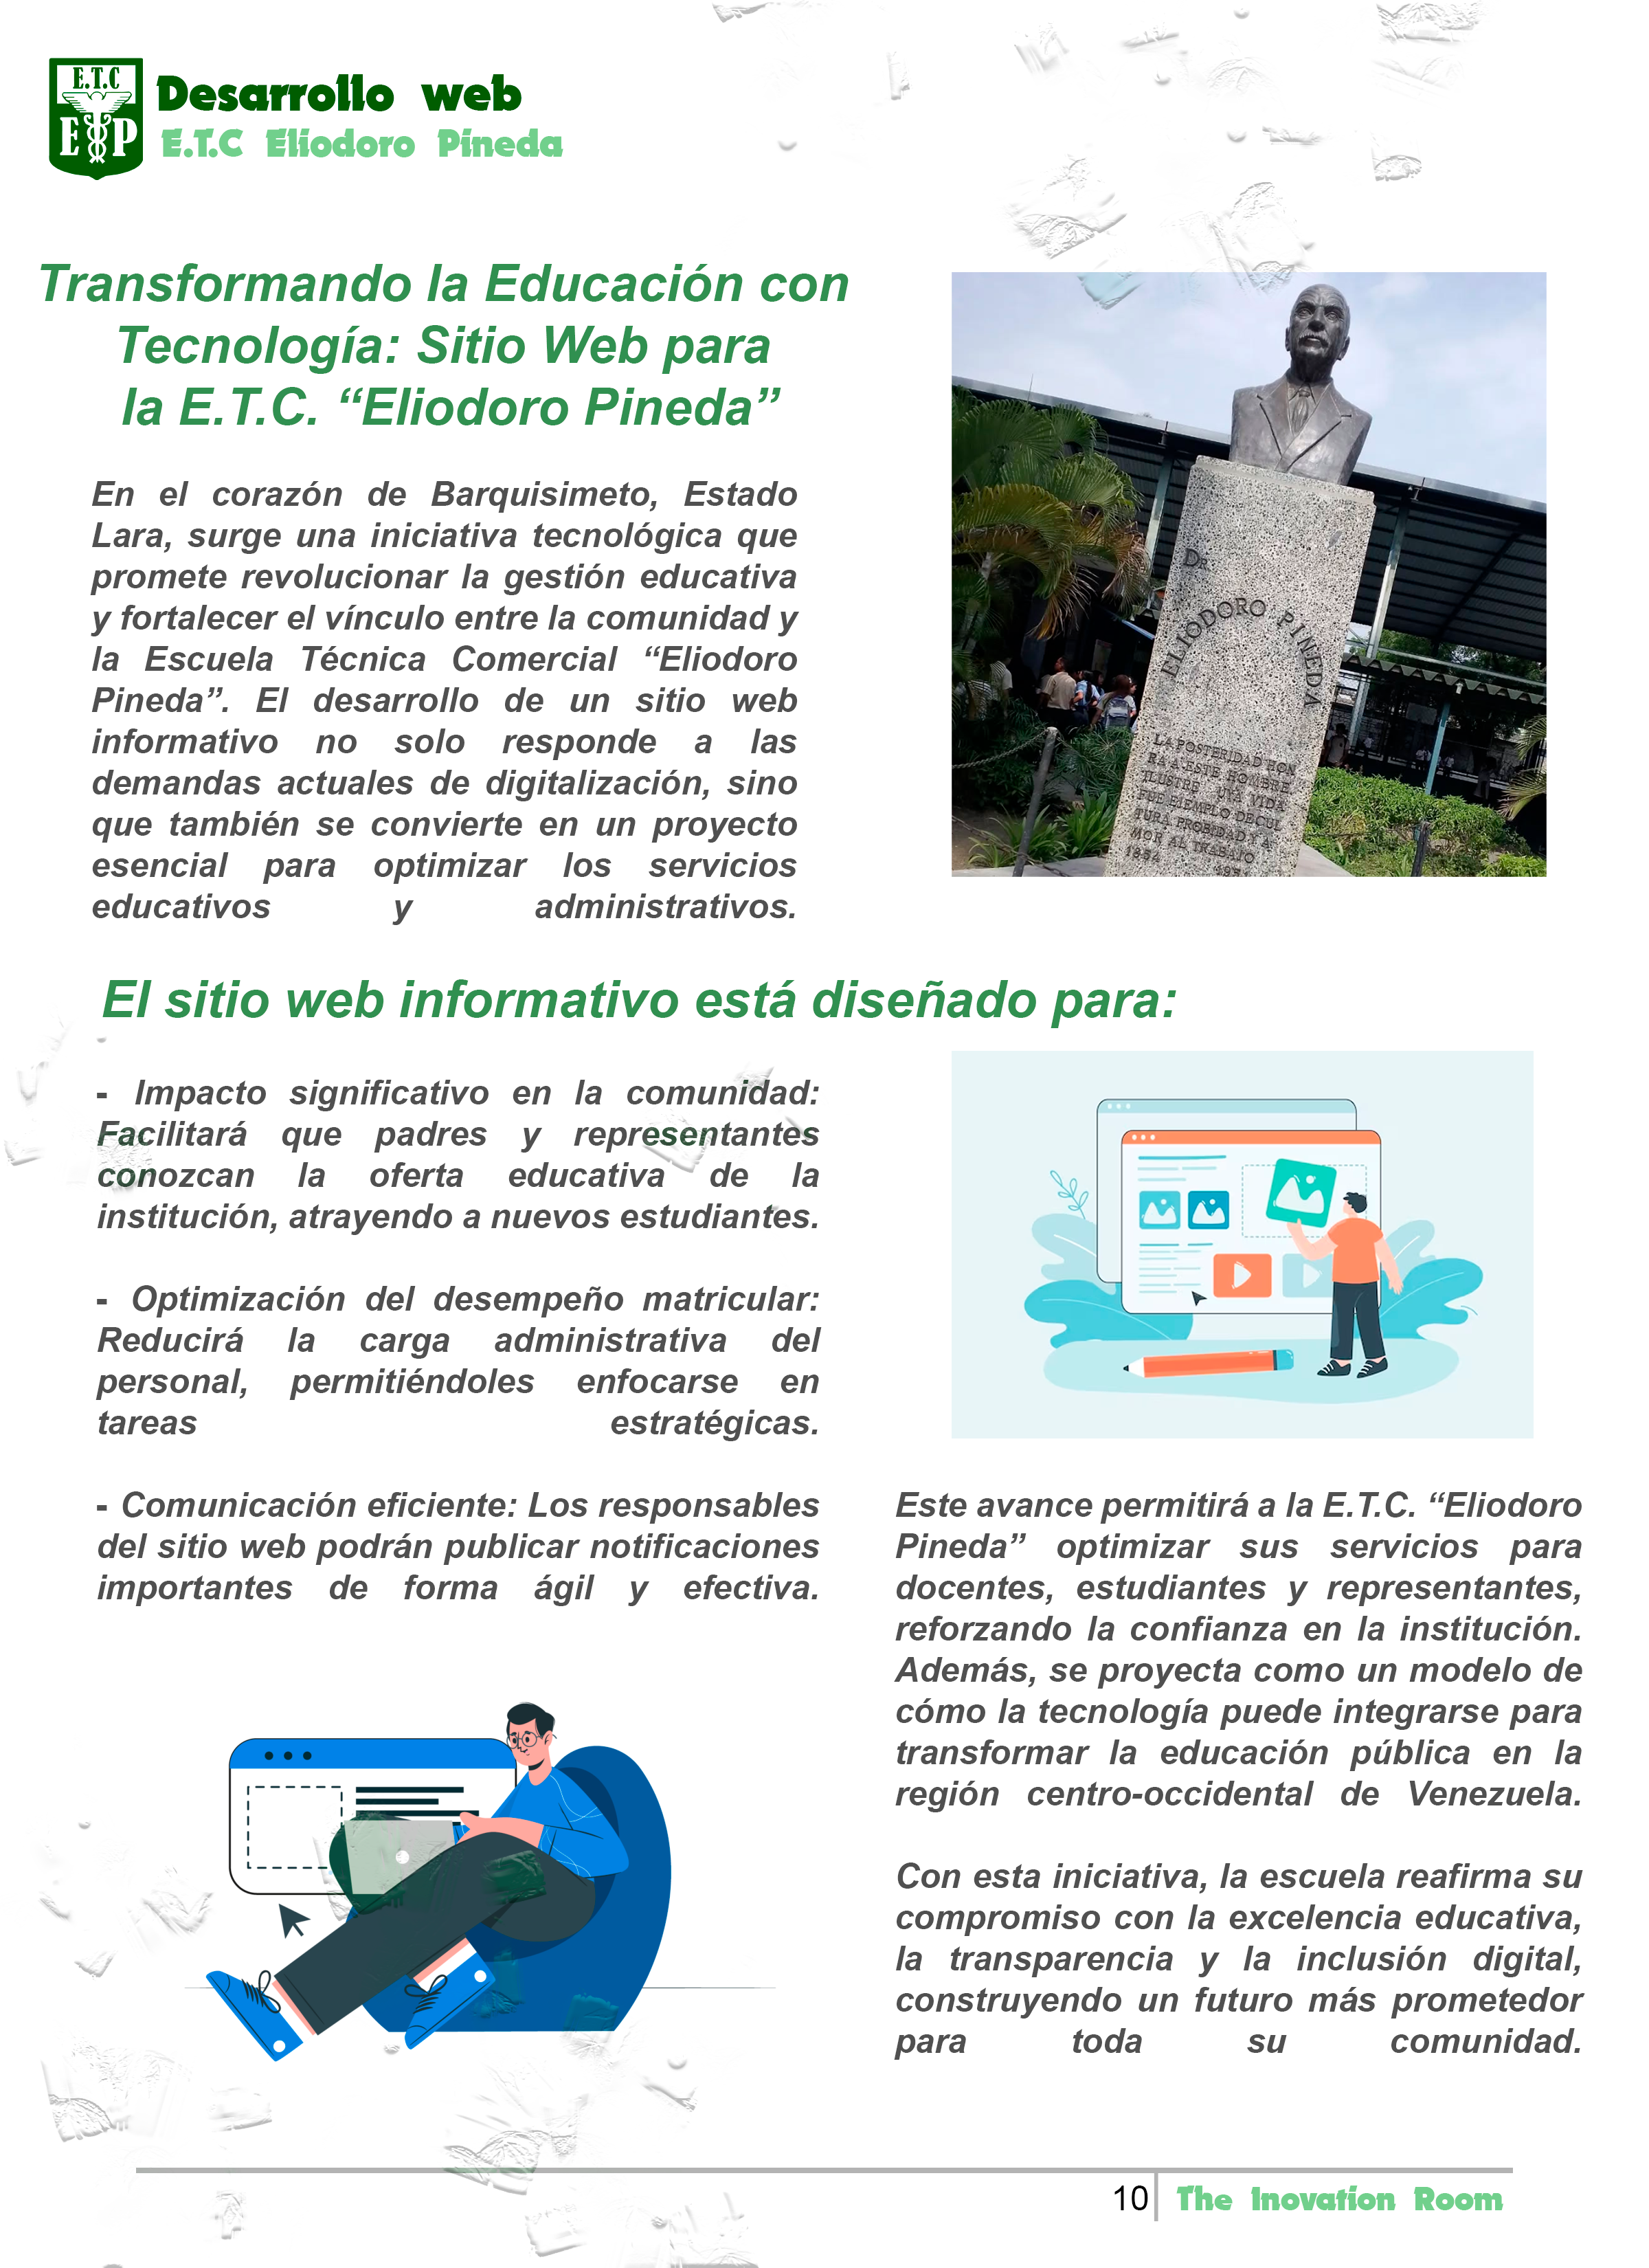 E.T.C
E P
Desarrollo web
E.T.C Eliodoro Pineda
Transformando la Educación con
Tecnología: Sitio Web para
la E.T.C. “Eliodoro Pineda”
En el corazón de Barquisimeto, Estado
Lara, surge una iniciativa tecnológica que
promete revolucionar la gestión educativa
y fortalecer el vínculo entre la comunidad y
la Escuela Técnica Comercial “Eliodoro
Pineda”. El desarrollo de un sitio web
informativo no solo responde a las
demandas actuales de digitalización, sino
que también se convierte en un proyecto
esencial para optimizar los servicios
educativos y administrativos.
DR.
ELIODORO PINEDA
LA POSTERIDAD HON
RA A ESTE HOMBRE
ILUSTRE UYA VIDA
FUE EJEMPLO DE CUL
TURA PROBIDAD Y A
MOR AL TRABAJO
El sitio web informativo está diseñado para:
- Impacto significativo en la comunidad:
Facilitará que padres y representantes
conozcan la oferta educativa de la
institución, atrayendo a nuevos estudiantes.
- Optimización del desempeño matricular:
Reducirá la carga administrativa del
personal, permitiéndoles enfocarse en
tareas estratégicas.
- Comunicación eficiente: Los responsables
del sitio web podrán publicar notificaciones
importantes de forma ágil y efectiva.
Este avance permitirá a la E.T.C. “Eliodoro
Pineda” optimizar sus servicios para
docentes, estudiantes y representantes,
reforzando la confianza en la institución.
Además, se proyecta como un modelo de
cómo la tecnología puede integrarse para
transformar la educación pública en la
región centro-occidental de Venezuela.
Con esta iniciativa, la escuela reafirma su
compromiso con la excelencia educativa,
la transparencia y la inclusión digital,
construyendo un futuro más prometedor
para toda su comunidad.
10
The Inovation Room